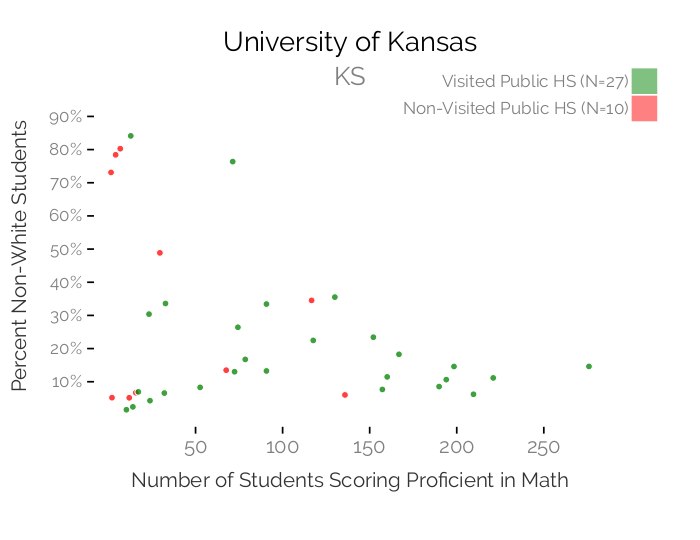 University of Kansas
KS
Visited Public HS (N=27)
Non-Visited Public HS (N=10)
90%
80%
70%
60%
50%
40%
30%
20%
10%
Percent Non-White Students
50 100 150 200 250
Number of Students Scoring Proficient in Math